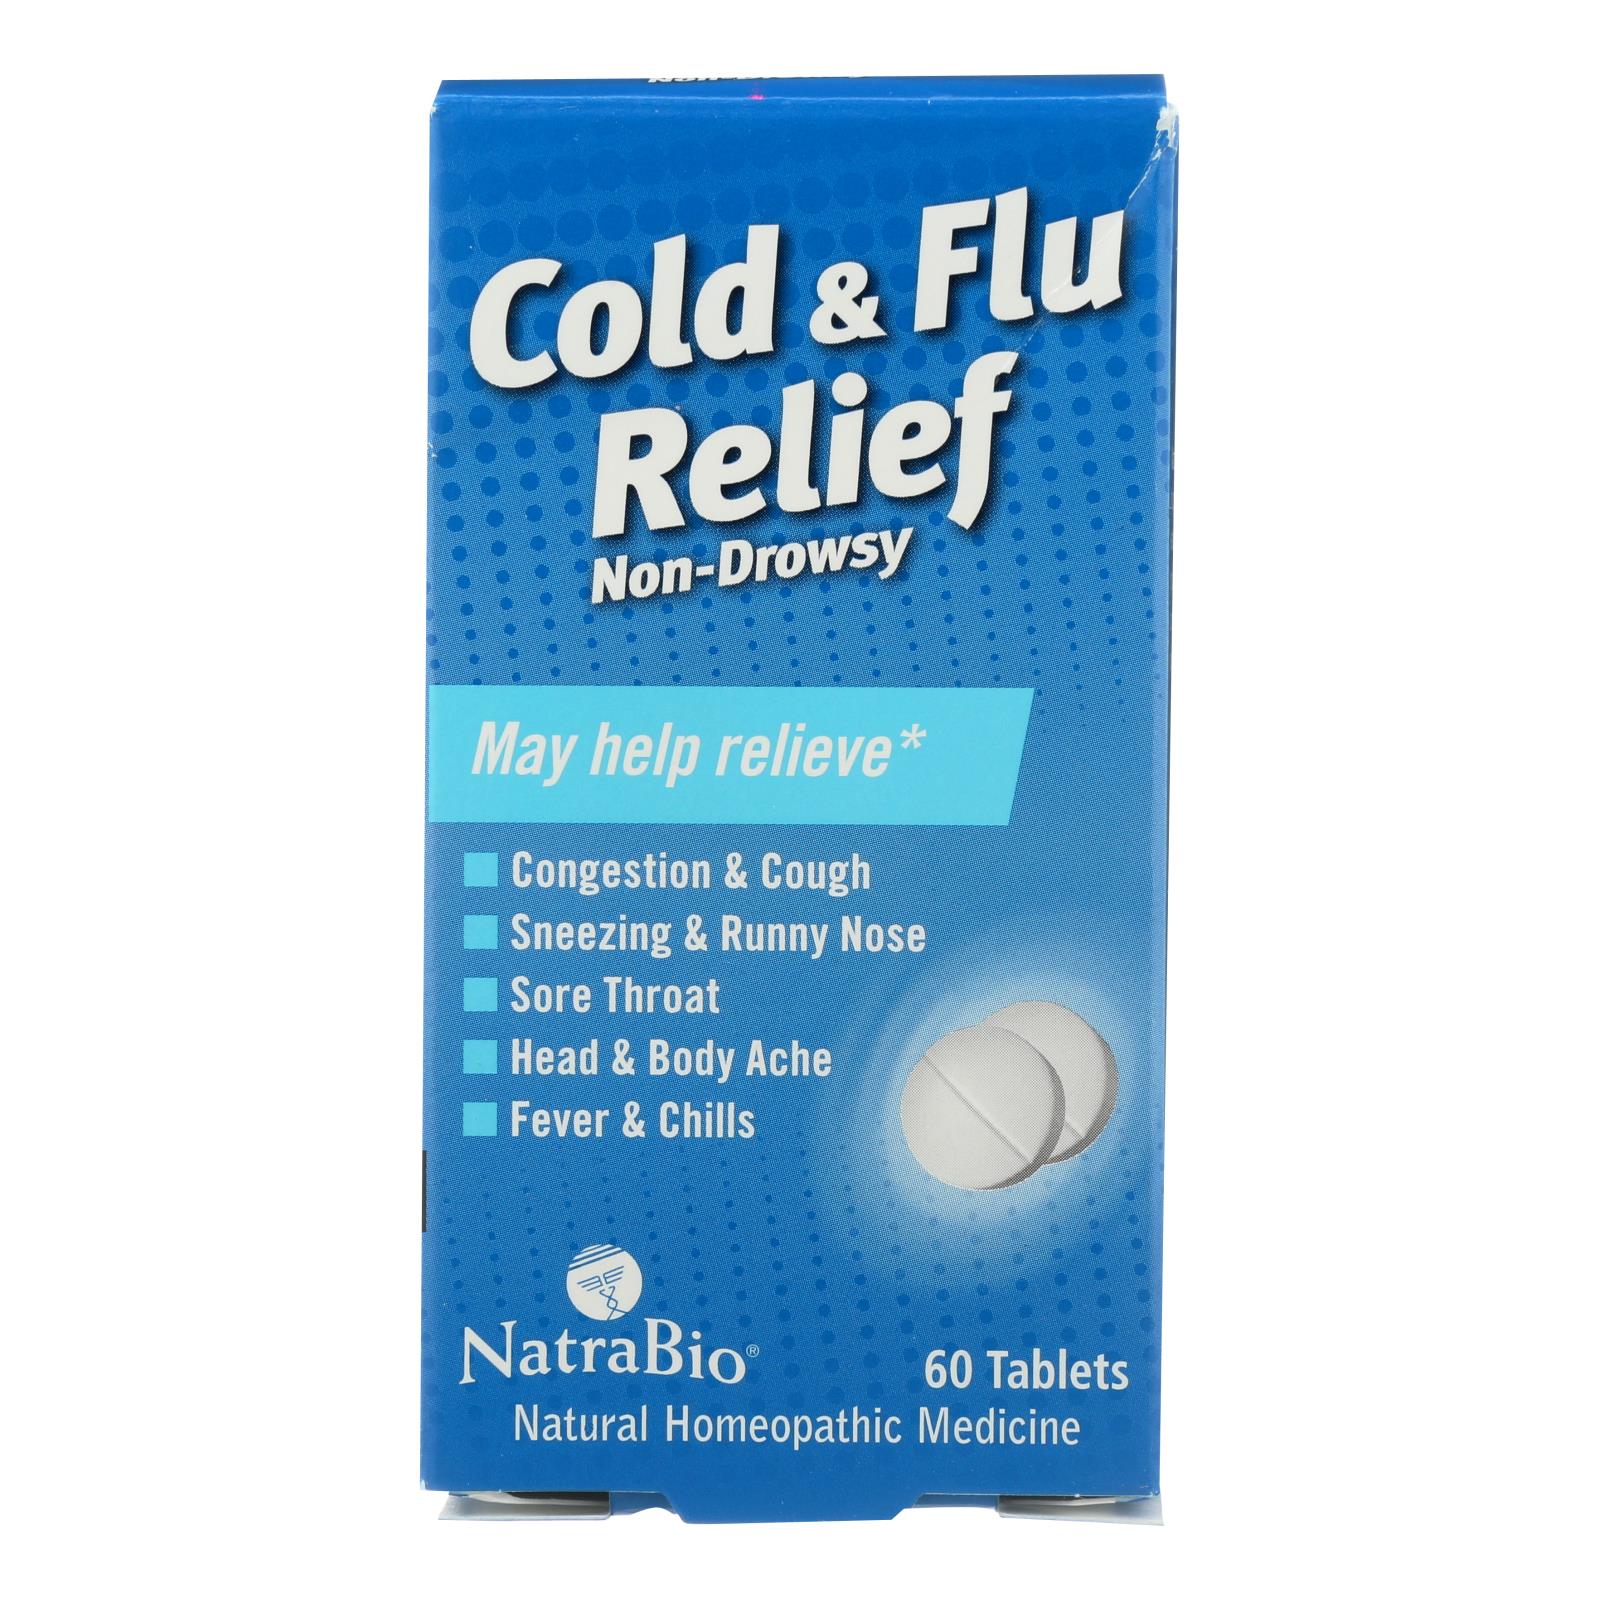 Cold & Flu
Relief
Non-Drowsy
May help relieve*
Congestion & Cough
Sneezing & Runny Nose
Sore Throat
Head & Body Ache
Fever & Chills
NatraBio®
60 Tablets
Natural Homeopathic Medicine